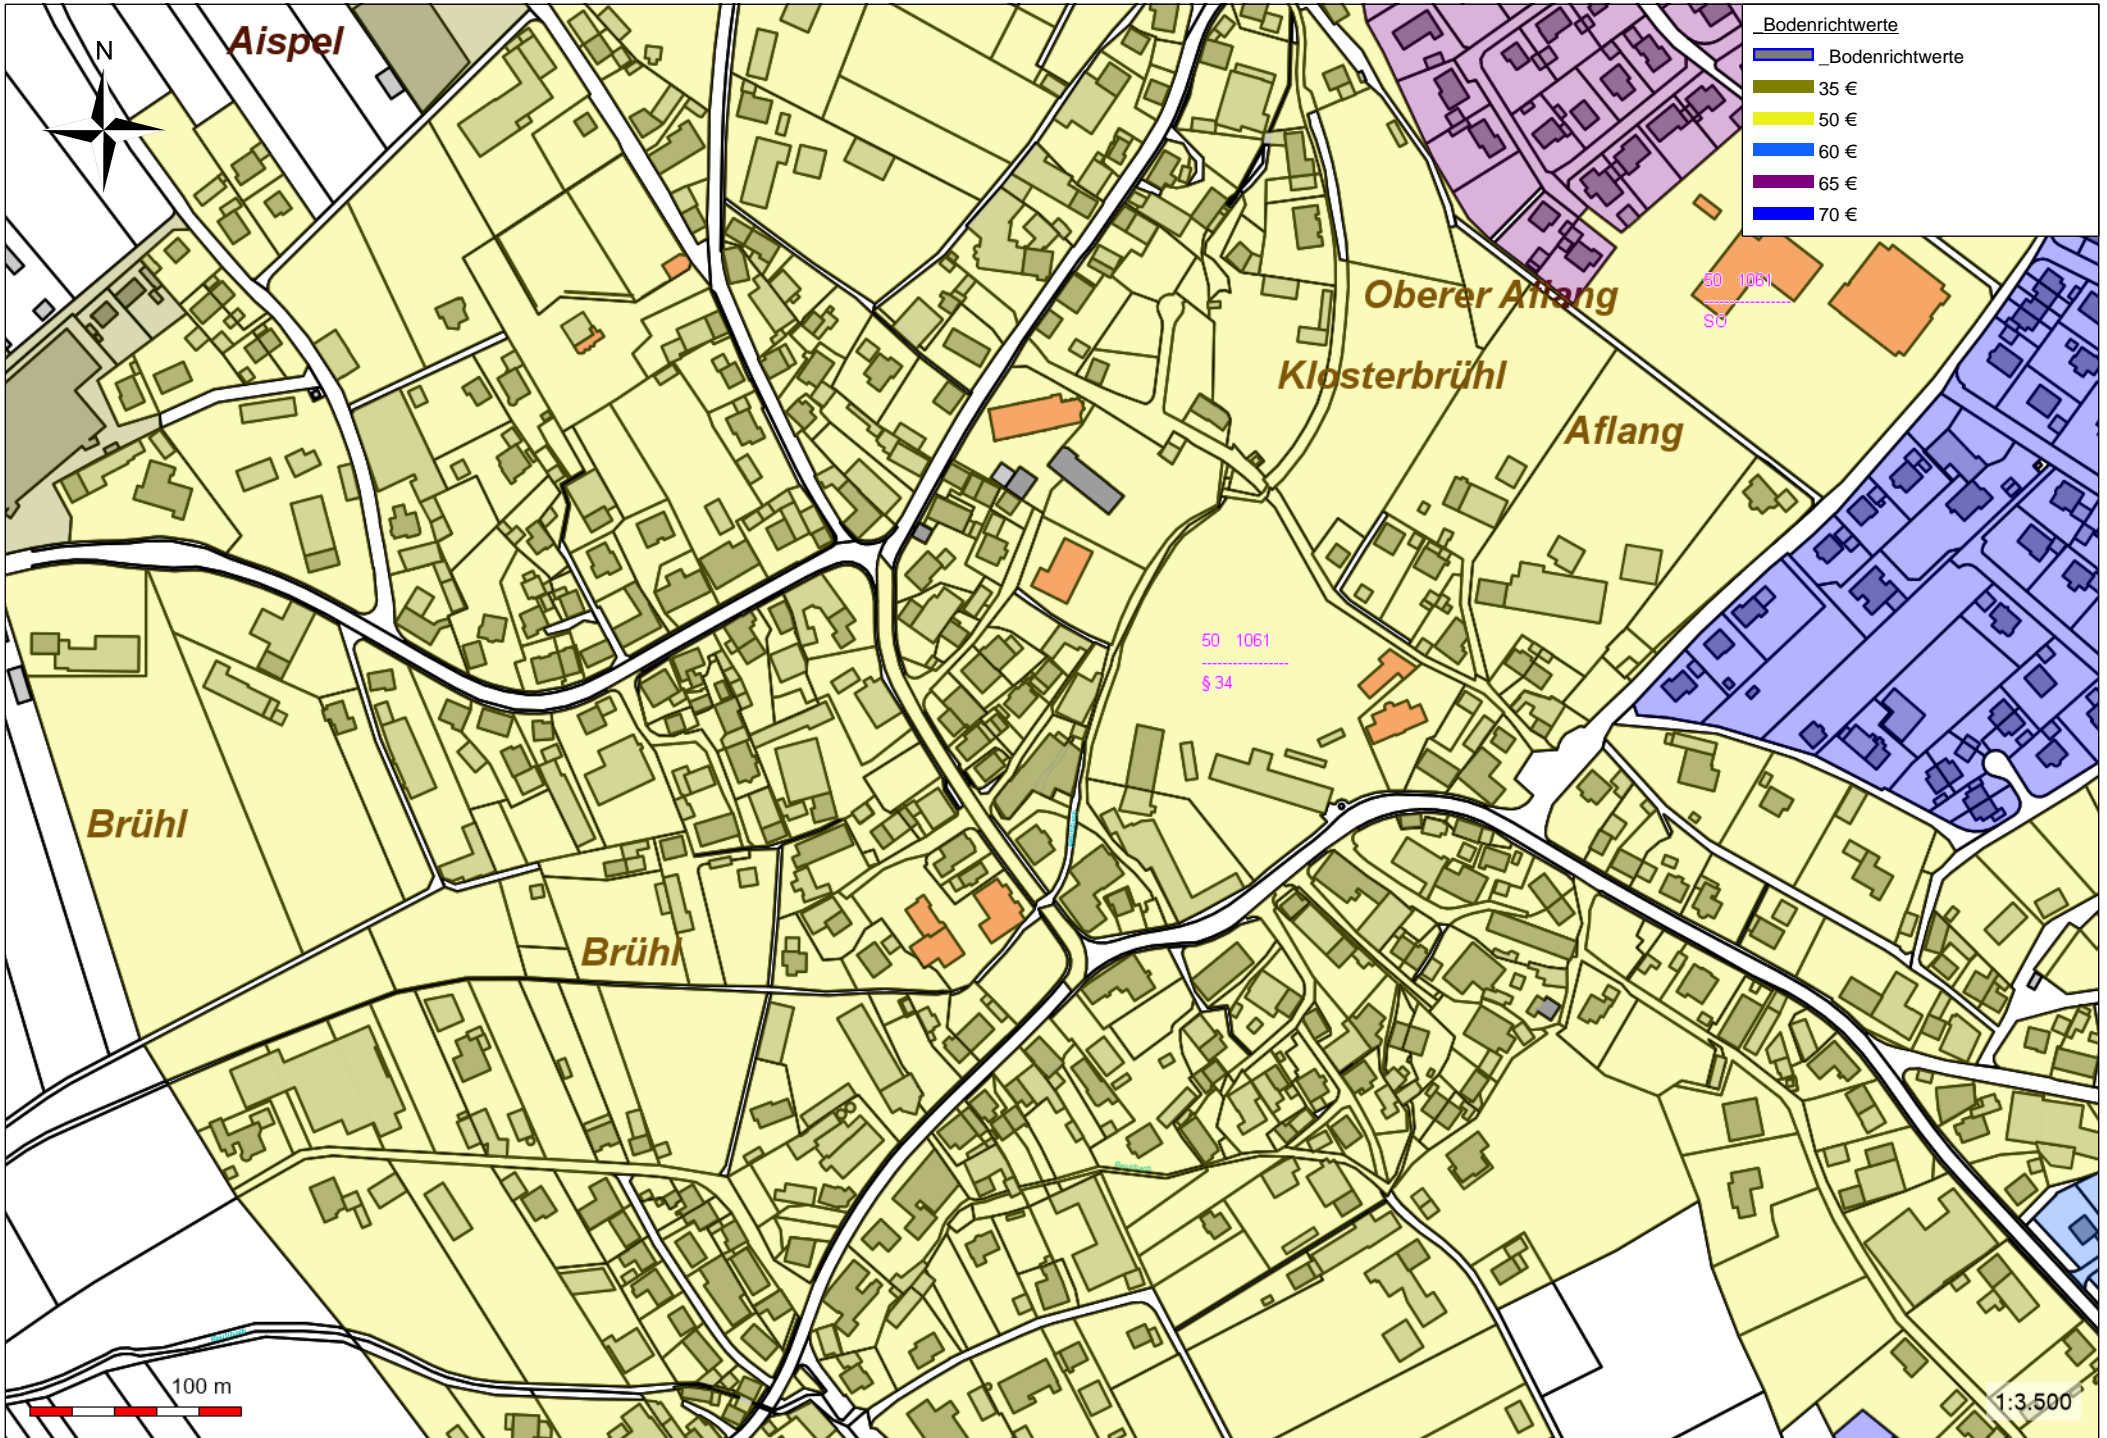 _Bodenrichtwerte
_Bodenrichtwerte
35 €
50 €
60 €
65 €
70 €
Aispel
N
Oberer Aflang
50 1061
-----------------
SO
Klosterbrühl
Aflang
50 1061
-----------------
§ 34
Brühl
Brühl
100 m
1:3.500